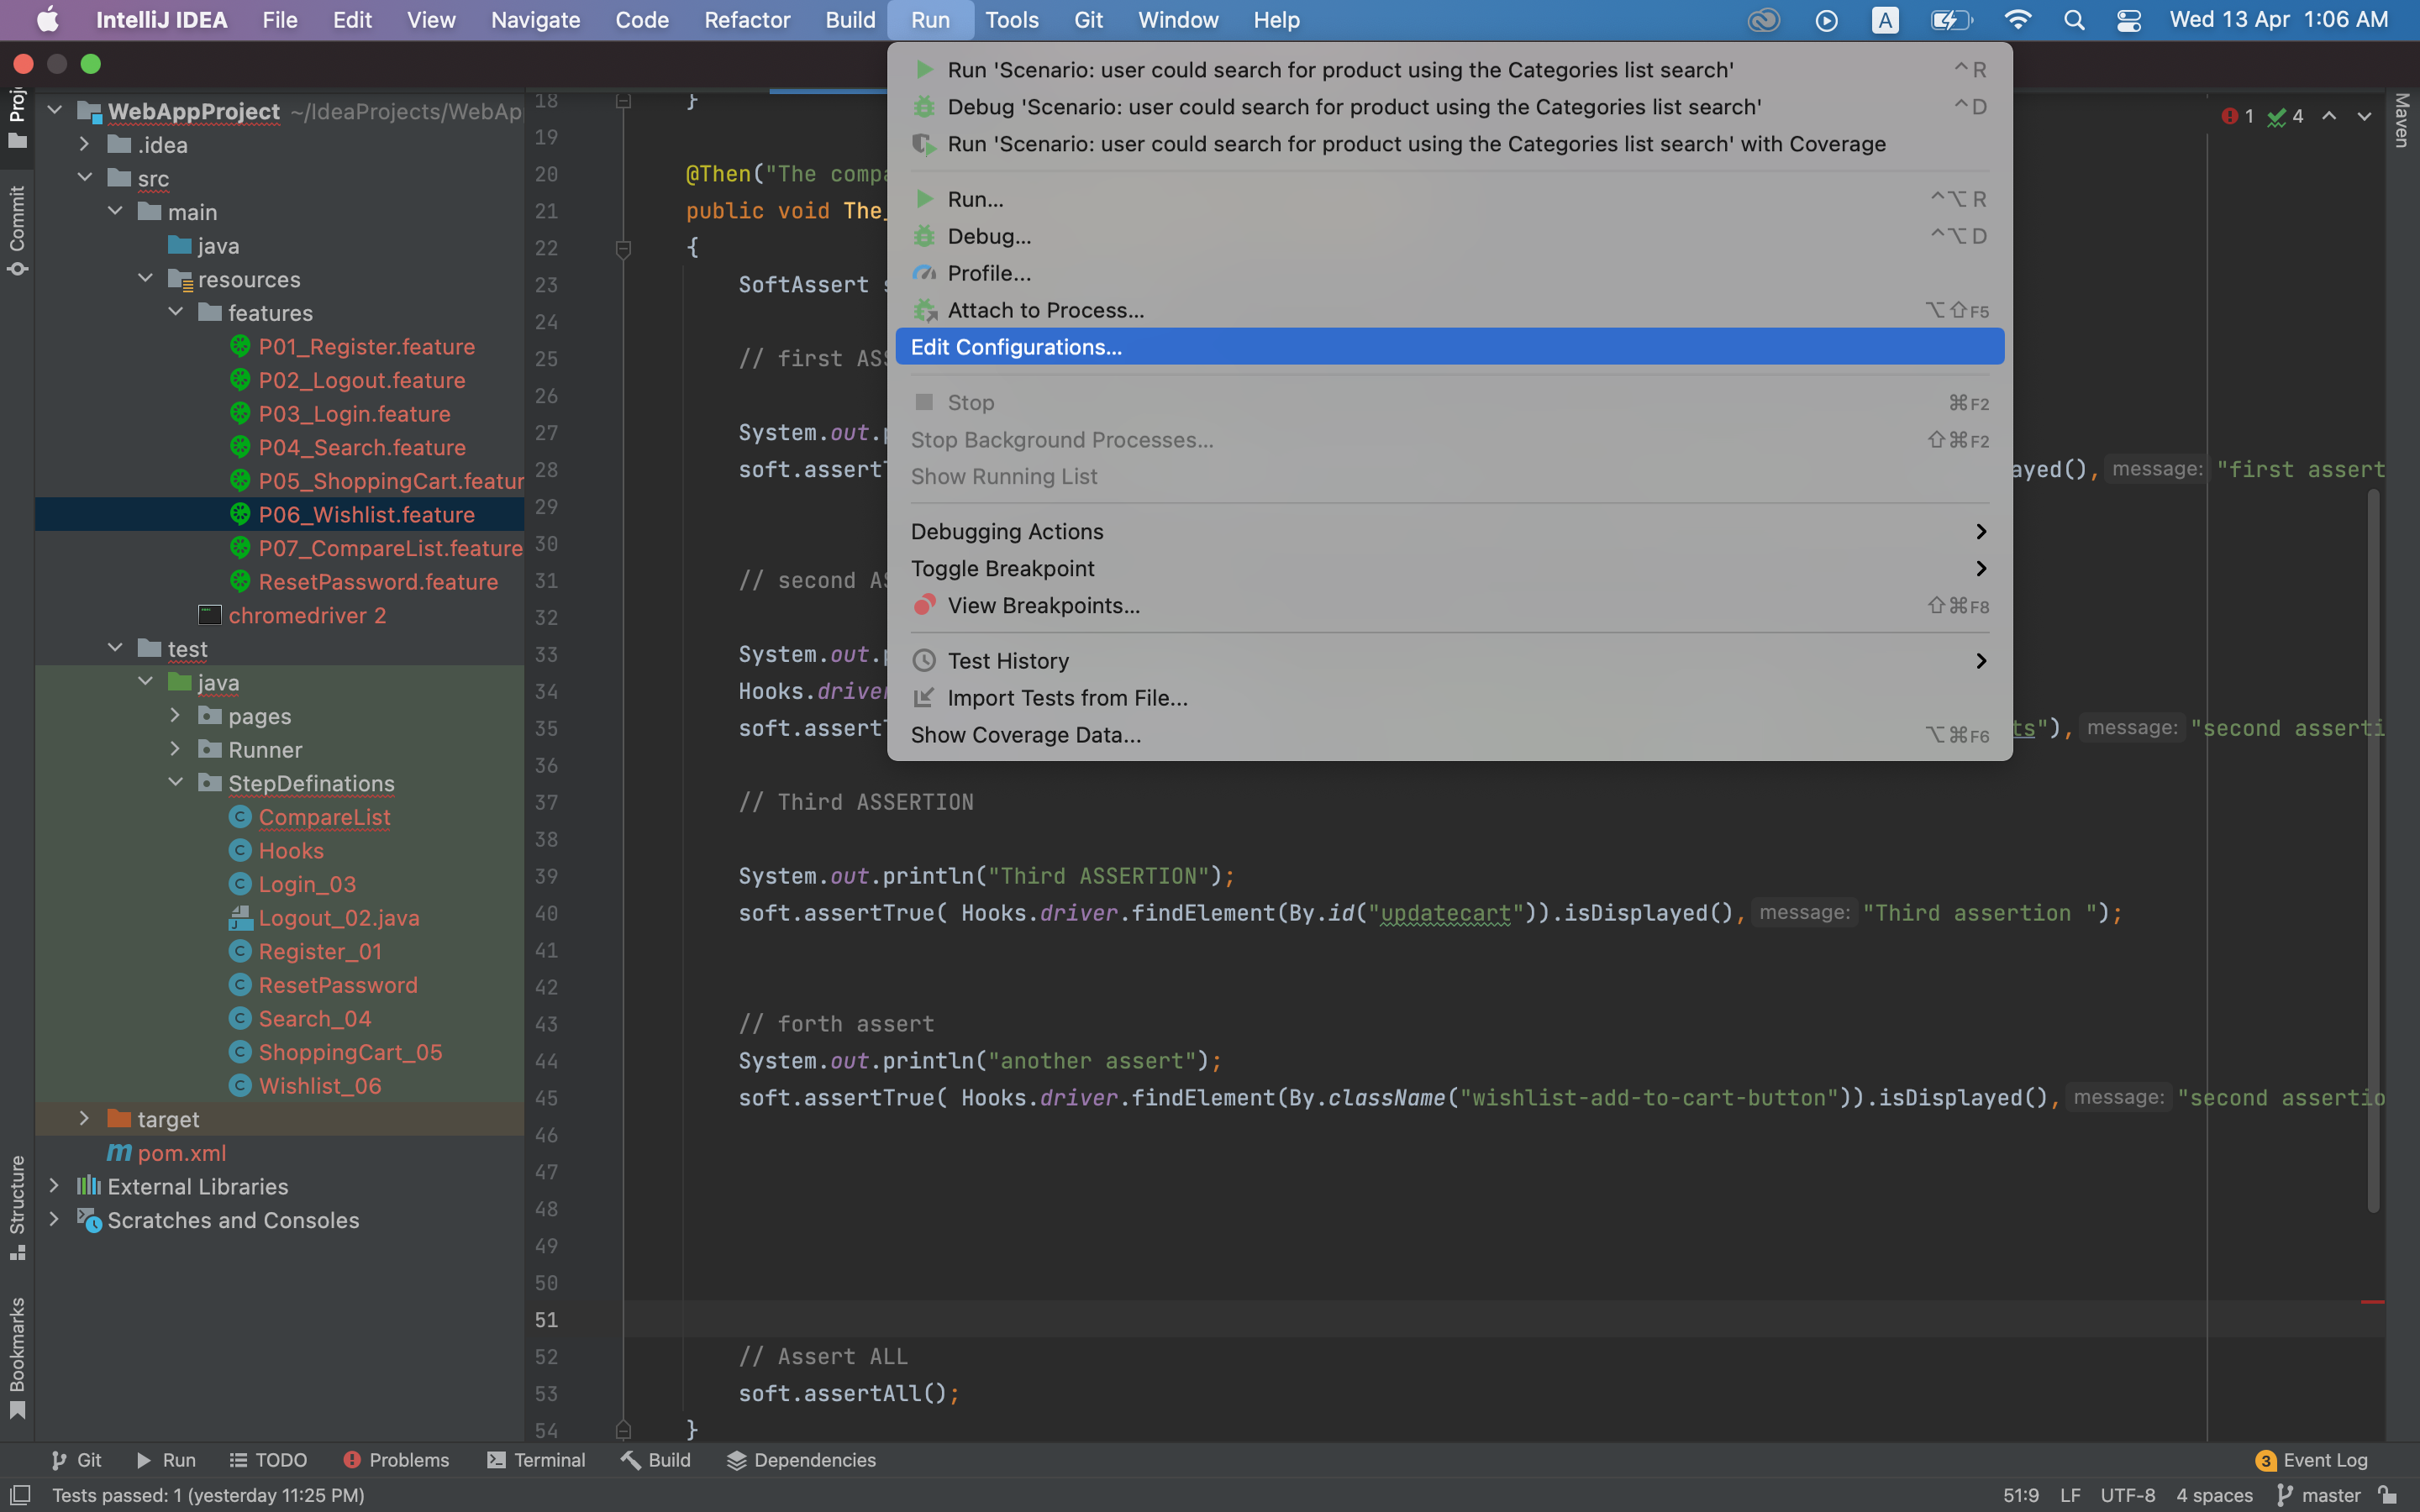 IntelliJ IDEA File Edit View Navigate Code Refactor Build Run Tools Git Window Help A Wed 13 Apr 1:06 AM
Run 'Scenario: user could search for product using the Categories list search' ^R
Debug 'Scenario: user could search for product using the Categories list search' ^D
Run 'Scenario: user could search for product using the Categories list search' with Coverage
Run... ^⌥R
Debug... ^⌥D
Profile...
Attach to Process... ⌥⇧F5
Edit Configurations...
Stop ⌘F2
Stop Background Processes... ⇧⌘F2
Show Running List
Debugging Actions
Toggle Breakpoint
View Breakpoints... ⇧⌘F8
Test History
Import Tests from File...
Show Coverage Data... ⌥⌘F6
Commit
Structure
Bookmarks
WebAppProject ~/IdeaProjects/WebAp
.idea
src
main
java
resources
features
P01_Register.feature
P02_Logout.feature
P03_Login.feature
P04_Search.feature
P05_ShoppingCart.featur
P06_Wishlist.feature
P07_CompareList.feature
ResetPassword.feature
chromedriver 2
test
java
pages
Runner
StepDefinations
CompareList
Hooks
Login_03
Logout_02.java
Register_01
ResetPassword
Search_04
ShoppingCart_05
Wishlist_06
target
pom.xml
External Libraries
Scratches and Consoles
18 }
19
20 @Then("The compa
21 public void The_
22 {
23 SoftAssert s
24
25 // first ASS
26
27 System.out.p
28 soft.assertT ayed(), message: "first assert
29
30
31 // second AS
32
33 System.out.p
34 Hooks.driver
35 soft.assertT ts"), message: "second asserti
36
37 // Third ASSERTION
38
39 System.out.println("Third ASSERTION");
40 soft.assertTrue( Hooks.driver.findElement(By.id("updatecart")).isDisplayed(), message: "Third assertion ");
41
42
43 // forth assert
44 System.out.println("another assert");
45 soft.assertTrue( Hooks.driver.findElement(By.className("wishlist-add-to-cart-button")).isDisplayed(), message: "second assertio
46
47
48
49
50
51
52 // Assert ALL
53 soft.assertAll();
54 }
1 4
Maven
Git Run TODO Problems Terminal Build Dependencies 3 Event Log
Tests passed: 1 (yesterday 11:25 PM) 51:9 LF UTF-8 4 spaces master